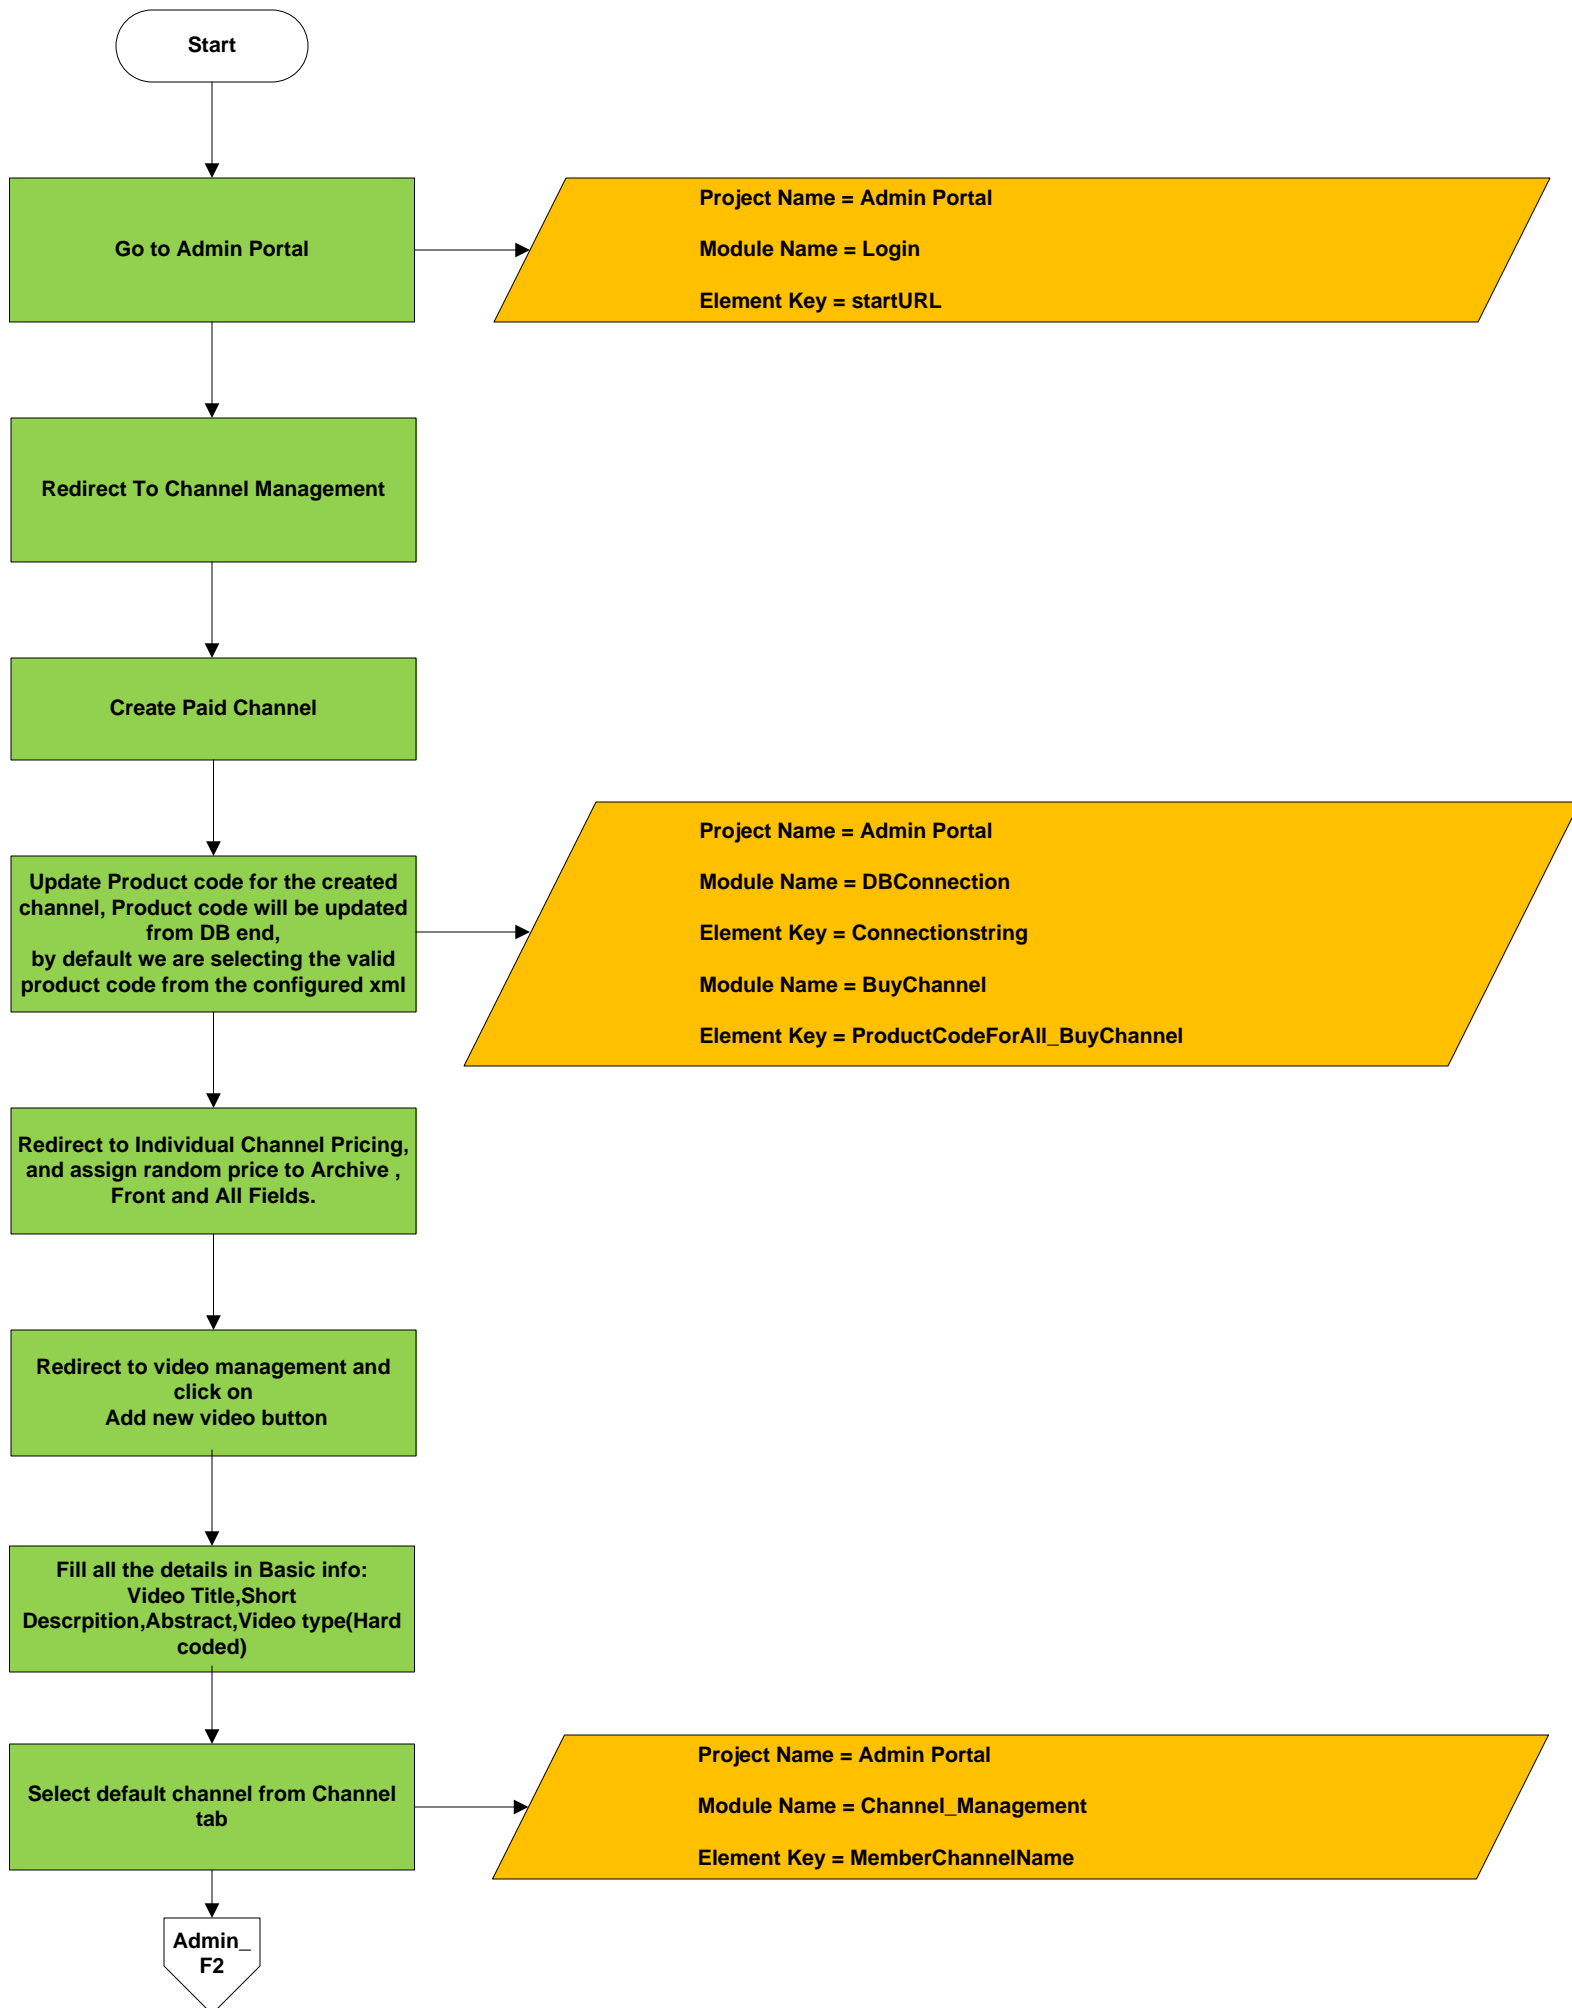 Start
Go to Admin Portal
Project Name = Admin Portal
Module Name = Login
Element Key = startURL
Redirect To Channel Management
Create Paid Channel
Update Product code for the created
channel, Product code will be updated
from DB end,
by default we are selecting the valid
product code from the configured xml
Project Name = Admin Portal
Module Name = DBConnection
Element Key = Connectionstring
Module Name = BuyChannel
Element Key = ProductCodeForAll_BuyChannel
Redirect to Individual Channel Pricing,
and assign random price to Archive ,
Front and All Fields.
Redirect to video management and
click on
Add new video button
Fill all the details in Basic info:
Video Title,Short
Descrpition,Abstract,Video type(Hard
coded)
Select default channel from Channel
tab
Project Name = Admin Portal
Module Name = Channel_Management
Element Key = MemberChannelName
Admin_
F2